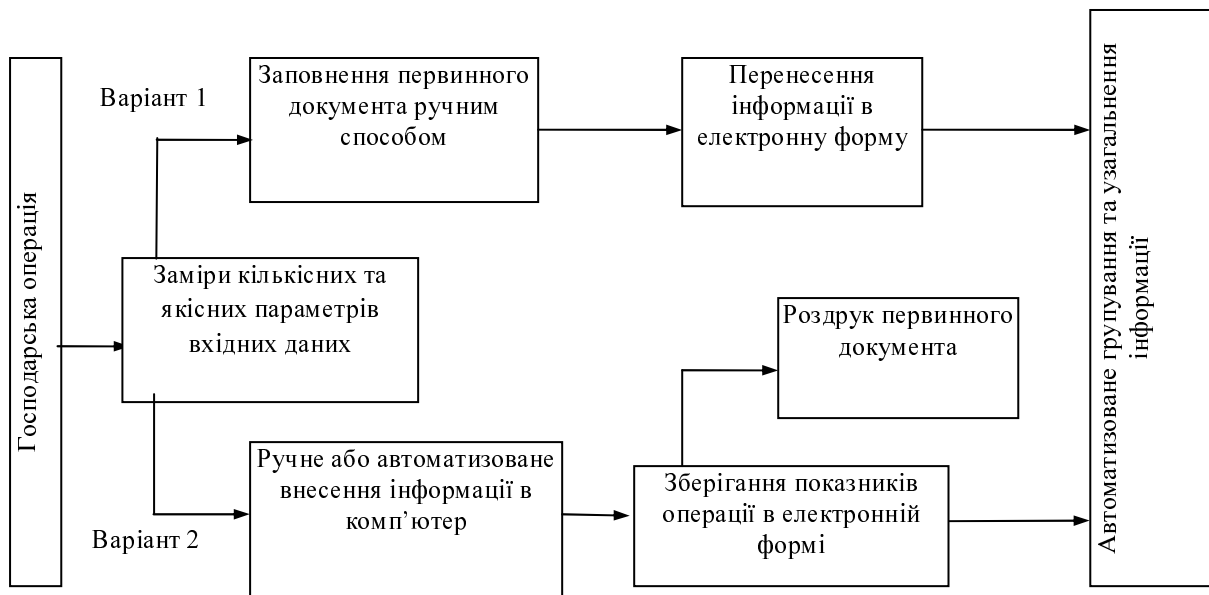 Господарська операція
Варіант 1
Заповнення первинного
документа ручним
способом
Перенесення
інформації в
електронну форму
Заміри кількісних та
якісних параметрів
вхідних даних
Роздрук первинного
документа
Варіант 2
Ручне або автоматизоване
внесення інформації в
комп’ютер
Зберігання показників
операції в електронній
формі
Автоматизоване групування та узагальнення
інформації